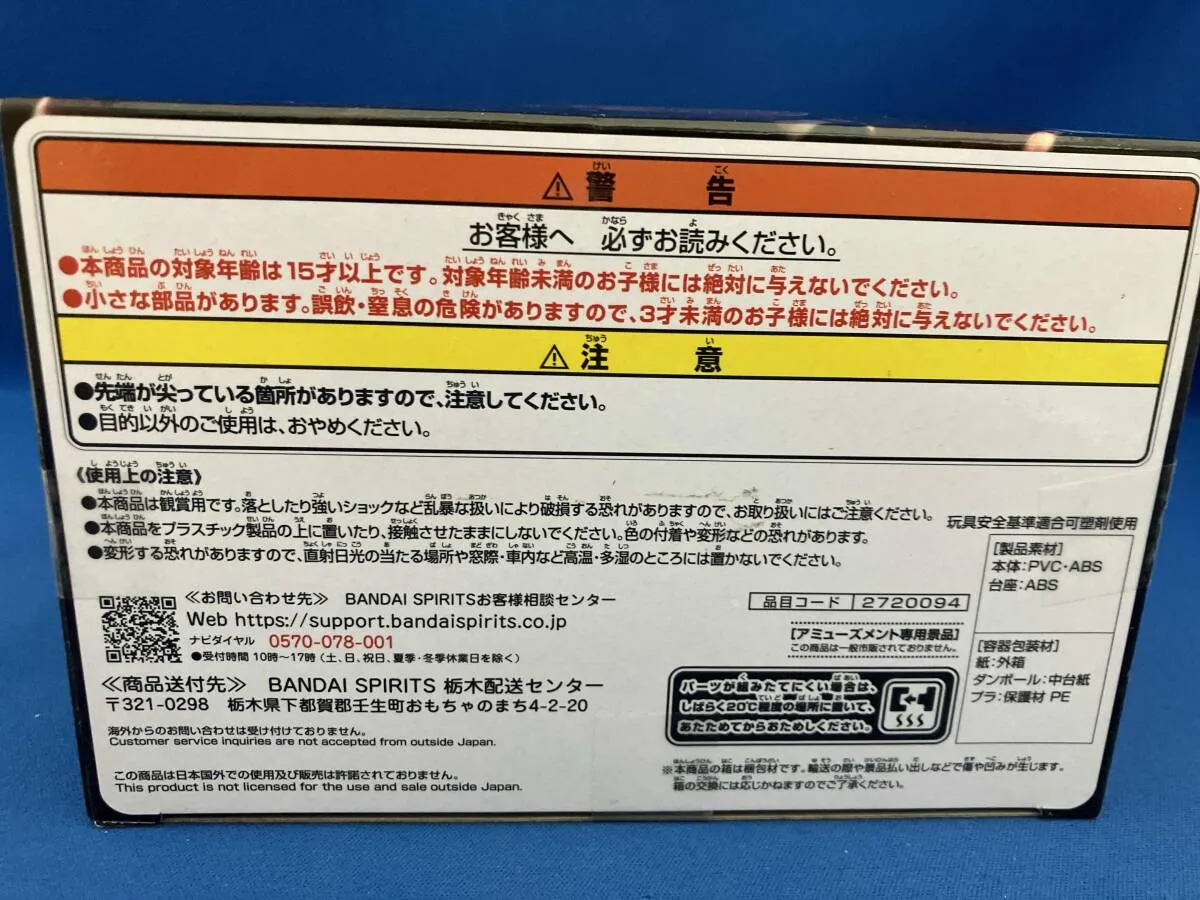 ⚠警告
お客様へ 必ずお読みください。
●本商品の対象年齢は15才以上です。対象年齢未満のお子様には絶対に与えないでください。
●小さな部品があります。誤飲・窒息の危険がありますので、3才未満のお子様には絶対に与えないでください。
⚠注意
●先端が尖っている箇所がありますので、注意してください。
●目的以外のご使用は、おやめください。
《使用上の注意》
●本商品は観賞用です。落としたり強いショックなど乱暴な扱いにより破損する恐れがありますので、お取り扱いにはご注意ください。
●本商品をプラスチック製品の上に置いたり、接触させたままにしないでください。色の付着や変形などの恐れがあります。
●変形する恐れがありますので、直射日光の当たる場所や窓際・車内など高温・多湿のところには置かないでください。
玩具安全基準適合可塑剤使用
[製品素材]
本体:PVC・ABS
台座:ABS
≪お問い合わせ先≫ BANDAI SPIRITSお客様相談センター
Web https://support.bandaispirits.co.jp
ナビダイヤル 0570-078-001
●受付時間 10時〜17時 (土、日、祝日、夏季・冬季休業日を除く)
品目コード 2720094
[アミューズメント専用景品]
この商品は一般市販されておりません。
[容器包装材]
紙:外箱
ダンボール:中台紙
プラ:保護材 PE
≪商品送付先≫ BANDAI SPIRITS 栃木配送センター
〒321-0298 栃木県下都賀郡壬生町おもちゃのまち4-2-20
パーツが組みたてにくい場合は、
しばらく20℃程度の場所に置いて、
あたためてからおためしください。
海外からのお問い合わせは受け付けておりません。
Customer service inquiries are not accepted from outside Japan.
この商品は日本国外での使用及び販売は許諾されておりません。
This product is not licensed for the use and sale outside Japan.
※本商品の箱は梱包材です。輸送の際や景品払い出しなどで傷や凹みが生じます。
箱の交換には応じかねますのでご了承ください。